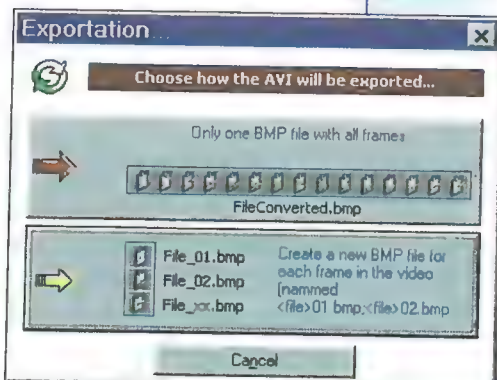 Exportation...
Choose how the AVI will be exported...
Only one BMP file with all frames
FileConverted.bmp
File_01.bmp
File_02.bmp
File_xx.bmp
Create a new BMP file for
each frame in the video
(nammed
<file>01.bmp;<file>02.bmp
Cancel